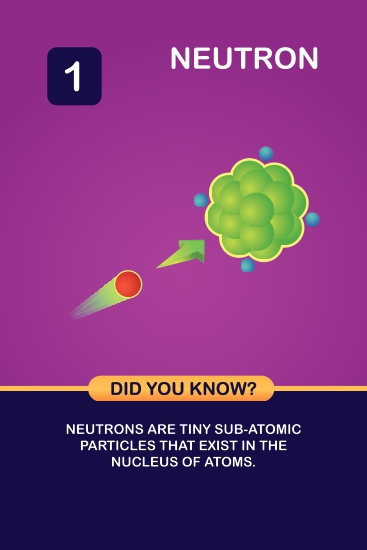 1
NEUTRON
DID YOU KNOW?
NEUTRONS ARE TINY SUB-ATOMIC
PARTICLES THAT EXIST IN THE
NUCLEUS OF ATOMS.